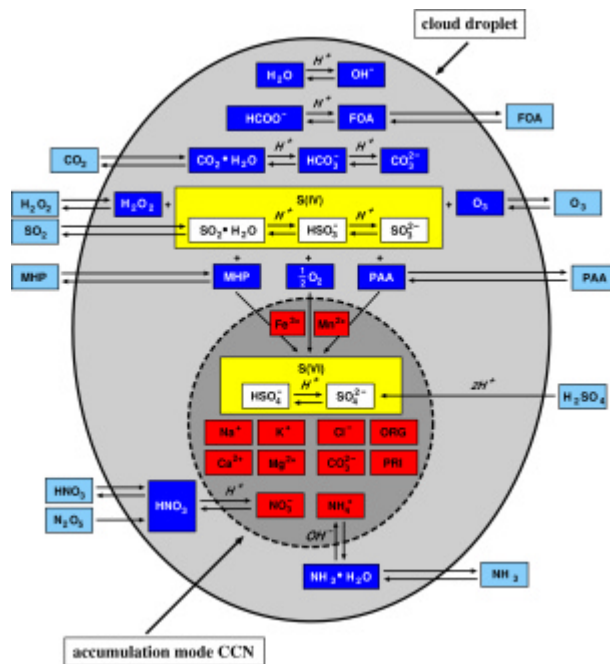 cloud droplet
H₂O H⁺ OH⁻
HCOO⁻ H⁺ FOA FOA
CO₂ CO₂•H₂O H⁺ HCO₃⁻ H⁺ CO₃²⁻
H₂O₂ H₂O₂ + S(IV) + O₃ O₃
SO₂ SO₂•H₂O H⁺ HSO₃⁻ H⁺ SO₃²⁻
+ + +
MHP MHP ½O₂ PAA PAA
Fe³⁺ Mn²⁺
S(VI)
HSO₄⁻ H⁺ SO₄²⁻ 2H⁺ H₂SO₄
Na⁺ K⁺ Cl⁻ ORG
Ca²⁺ Mg²⁺ CO₃²⁻ PRI
HNO₃ HNO₃ H⁺ NO₃⁻ NH₄⁺
N₂O₅
OH⁻
NH₃•H₂O NH₃
accumulation mode CCN